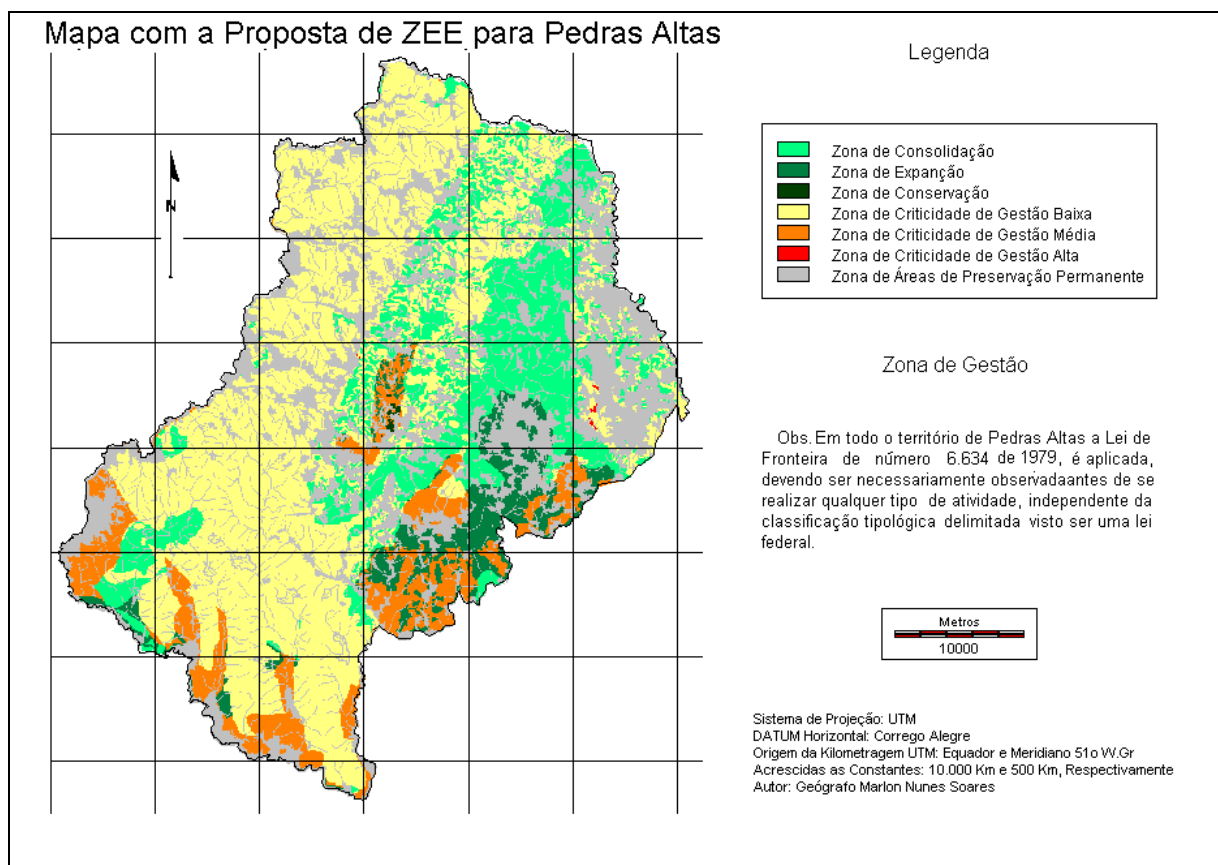 Mapa com a Proposta de ZEE para Pedras Altas
N
Legenda
Zona de Consolidação
Zona de Expanção
Zona de Conservação
Zona de Criticidade de Gestão Baixa
Zona de Criticidade de Gestão Média
Zona de Criticidade de Gestão Alta
Zona de Áreas de Preservação Permanente
Zona de Gestão
Obs. Em todo o território de Pedras Altas a Lei de
Fronteira de número 6.634 de 1979, é aplicada,
devendo ser necessariamente observadaantes de se
realizar qualquer tipo de atividade, independente da
classificação tipológica delimitada visto ser uma lei
federal.
Metros
10000
Sistema de Projeção: UTM
DATUM Horizontal: Corrego Alegre
Origem da Kilometragem UTM: Equador e Meridiano 51o W.Gr
Acrescidas as Constantes: 10.000 Km e 500 Km, Respectivamente
Autor: Geógrafo Marlon Nunes Soares